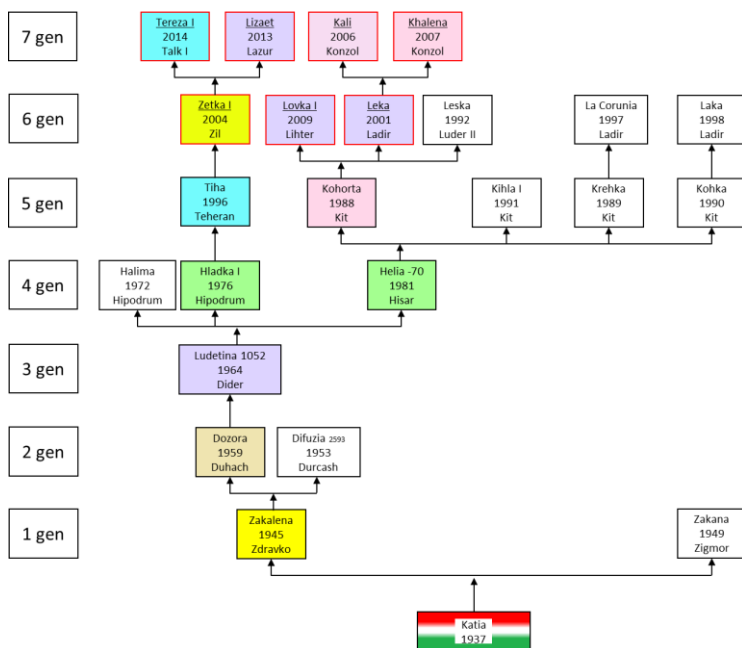 7 gen
Tereza I
2014
Talk I
Lizaet
2013
Lazur
Kali
2006
Konzol
Khalena
2007
Konzol
6 gen
Zetka I
2004
Zil
Lovka I
2009
Lihter
Leka
2001
Ladir
Leska
1992
Luder II
La Corunia
1997
Ladir
Laka
1998
Ladir
5 gen
Tiha
1996
Teheran
Kohorta
1988
Kit
Kihla I
1991
Kit
Krehka
1989
Kit
Kohka
1990
Kit
4 gen
Halima
1972
Hipodrum
Hladka I
1976
Hipodrum
Helia -70
1981
Hisar
3 gen
Ludetina 1052
1964
Dider
2 gen
Dozora
1959
Duhach
Difuzia 2593
1953
Durcash
1 gen
Zakalena
1945
Zdravko
Zakana
1949
Zigmor
Katia
1937